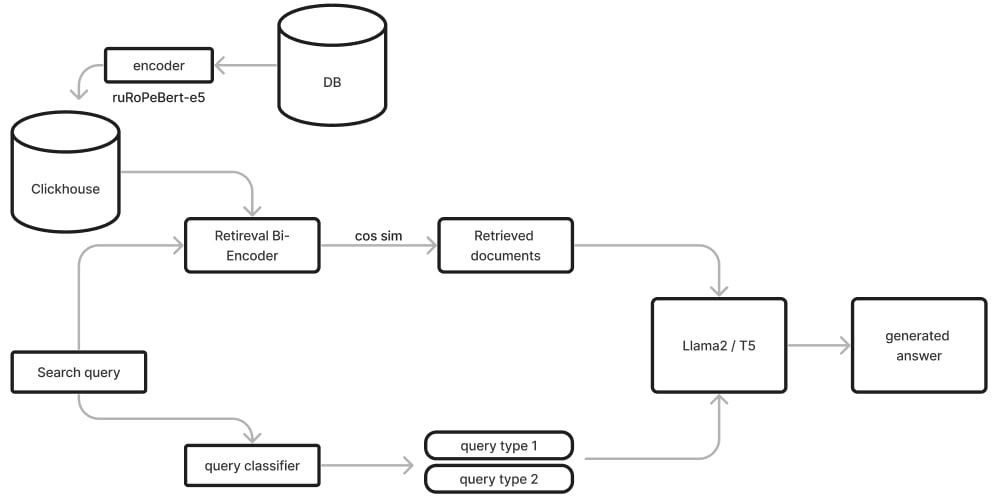 encoder
DB
ruRoPeBert-e5
Clickhouse
Retireval Bi-
Encoder
cos sim
Retrieved
documents
Llama2 / T5
generated
answer
Search query
query classifier
query type 1
query type 2